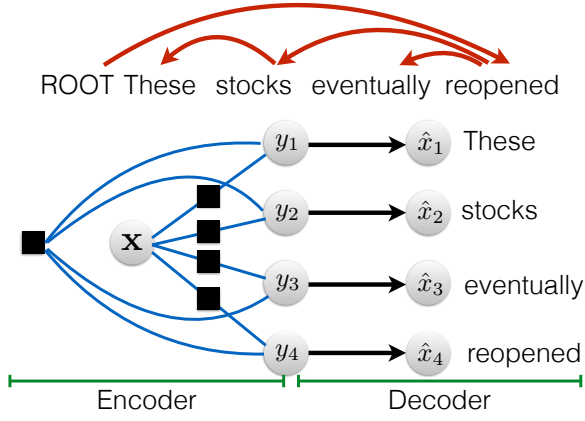 ROOT These stocks eventually reopened
y₁ x̂₁ These
y₂ x̂₂ stocks
x
y₃ x̂₃ eventually
y₄ x̂₄ reopened
Encoder Decoder